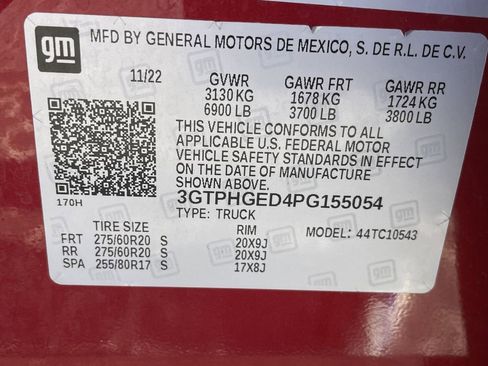 gm
MFD BY GENERAL MOTORS DE MEXICO, S. DE R.L. DE C.V.
11/22 GVWR GAWR FRT GAWR RR
3130 KG 1678 KG 1724 KG
6900 LB 3700 LB 3800 LB
THIS VEHICLE CONFORMS TO ALL
APPLICABLE U.S. FEDERAL MOTOR
VEHICLE SAFETY STANDARDS IN EFFECT
ON THE DATE OF MANUFACTURE
SHOWN ABOVE.
170H
3GTPHGED4PG155054
TYPE: TRUCK
TIRE SIZE RIM MODEL: 44TC10543
FRT 275/60R20 S 20X9J
RR 275/60R20 S 20X9J
SPA 255/80R17 S 17X8J